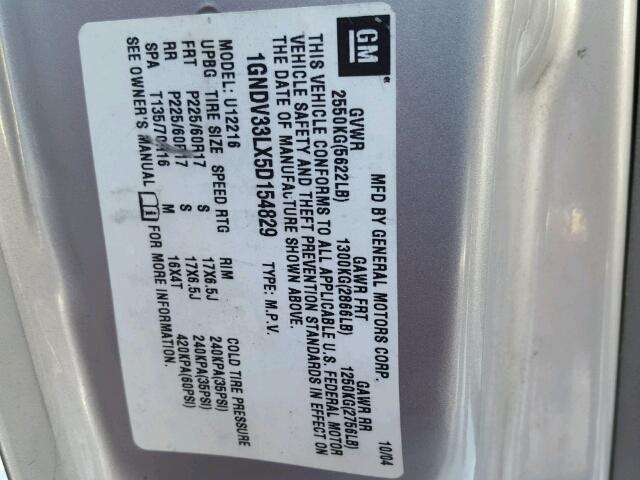 GM
MFD BY GENERAL MOTORS CORP. 10/04
GVWR GAWR FRT GAWR RR
2550KG(5622LB) 1300KG(2866LB) 1250KG(2756LB)
THIS VEHICLE CONFORMS TO ALL APPLICABLE U.S. FEDERAL MOTOR
VEHICLE SAFETY AND THEFT PREVENTION STANDARDS IN EFFECT ON
THE DATE OF MANUFACTURE SHOWN ABOVE.
1GNDV33LX5D154829 TYPE: M.P.V.
MODEL: U12216
UPBG TIRE SIZE SPEED RTG RIM COLD TIRE PRESSURE
FRT P225/60R17 S 17X6.5J 240KPA(35PSI)
RR P225/60R17 S 17X6.5J 240KPA(35PSI)
SPA T135/70R16 M 16X4T 420KPA(60PSI)
SEE OWNER'S MANUAL FOR MORE INFORMATION.